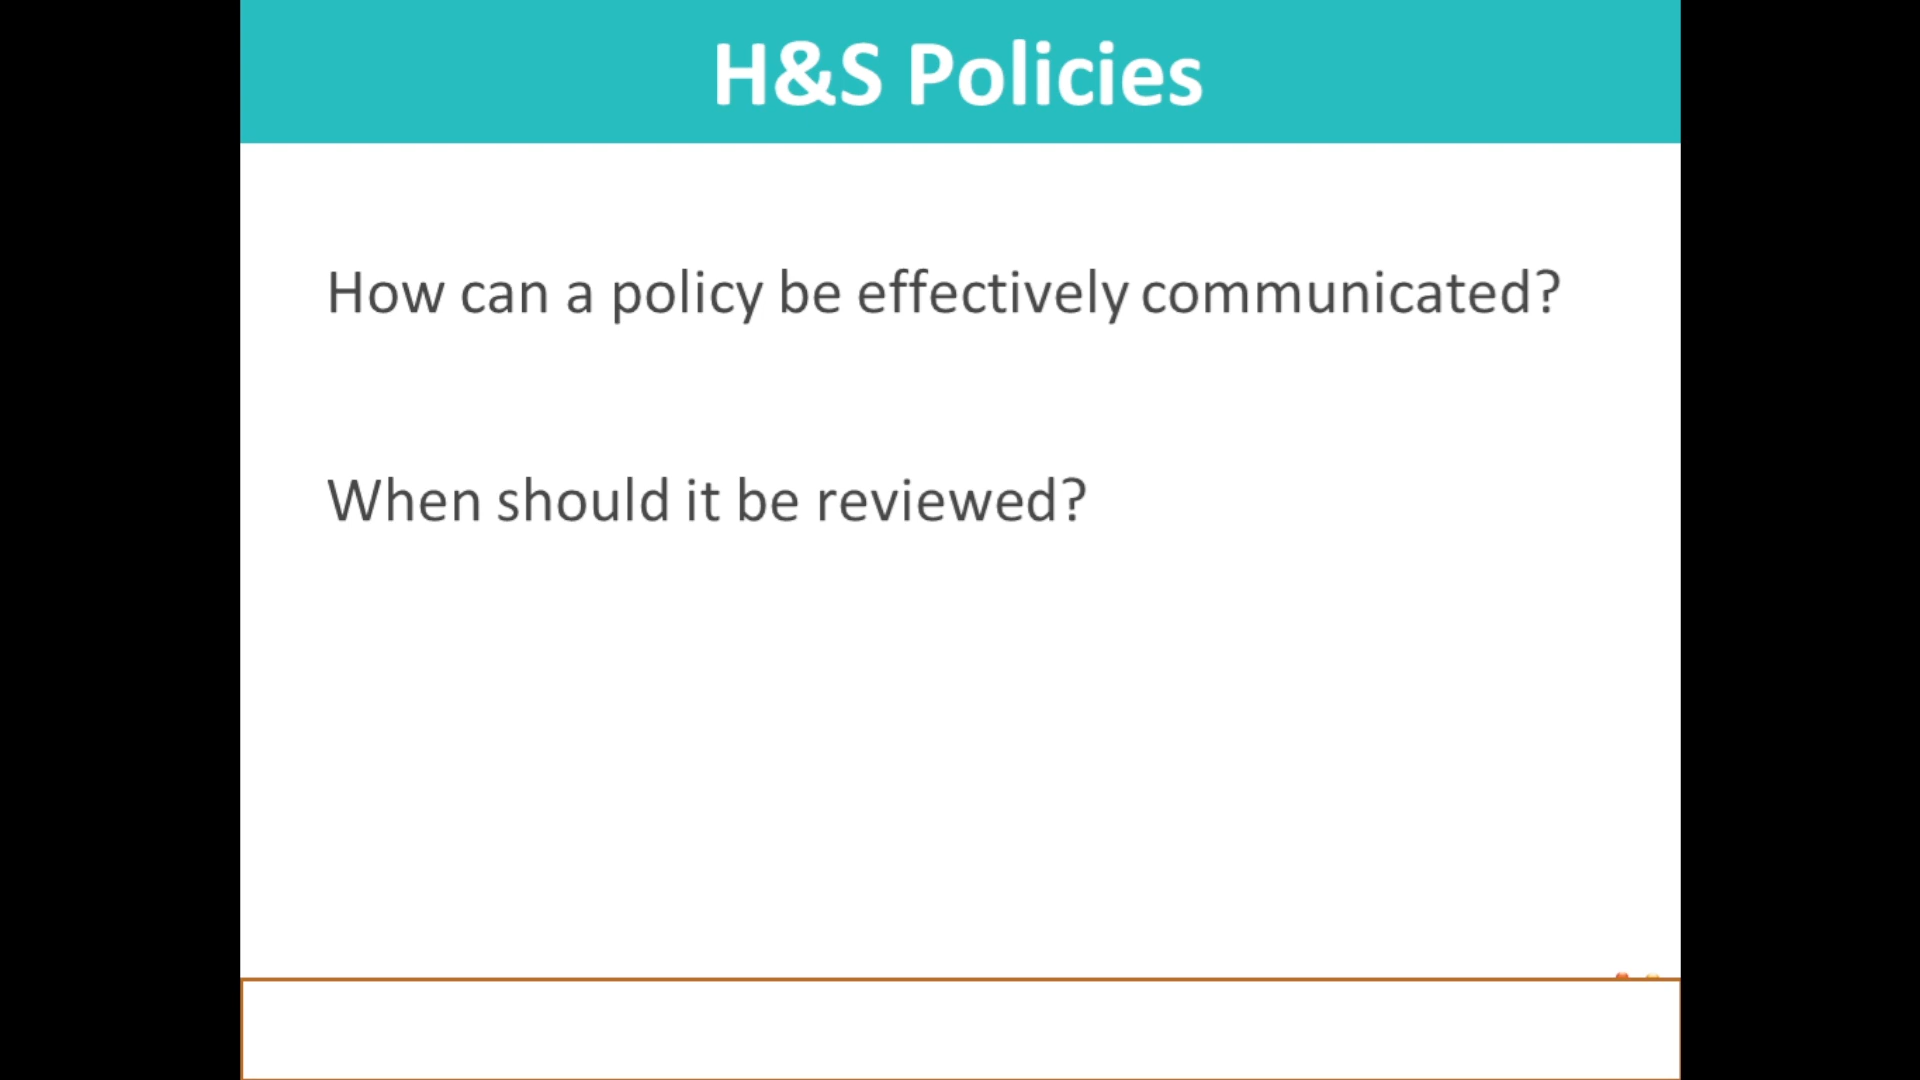 H&S Policies
How can a policy be effectively communicated?
When should it be reviewed?